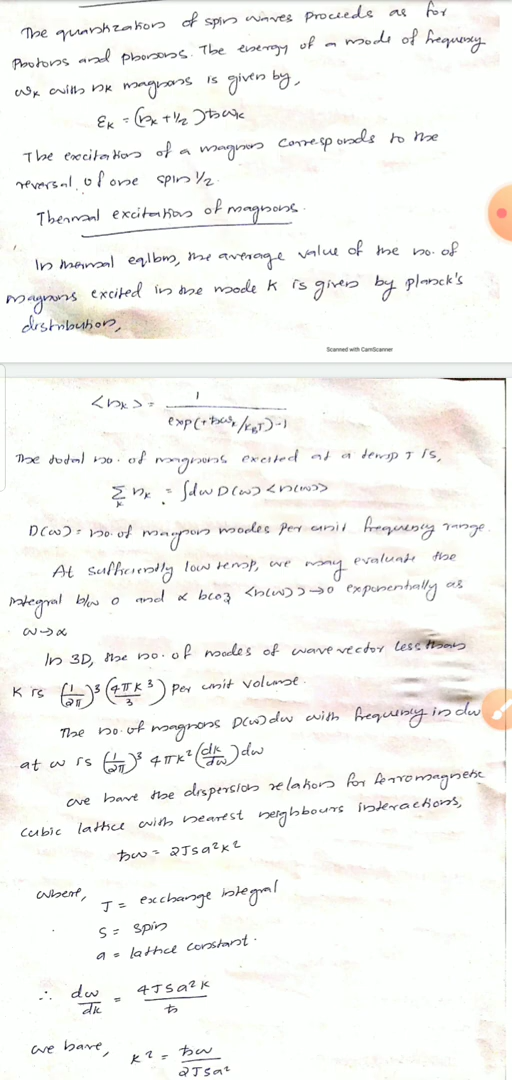 The quantization of spin waves proceeds as for
photons and phonons. The energy of a mode of frequency
ωk with nk magnons is given by,
εk = (nk + 1/2)ħωk
The excitation of a magnon corresponds to the
reversal of one spin 1/2.
Thermal excitation of magnons.
In thermal eqlbm, the average value of the no. of
magnons excited in the mode K is given by planck's
distribution,
Scanned with CamScanner
<nk> = 1 / exp(+ħωk/kBT)-1
The total no. of magnons excited at a temp T is,
∑k nk = ∫dω D(ω) <n(ω)>
D(ω) = no. of magnon modes per unit frequency range.
At sufficiently low temp, we may evaluate the
integral b/w 0 and ∝ bcoz <n(ω)> → 0 exponentially as
ω → ∝
In 3D, the no. of modes of wave vector less than
K is (1/2π)³ (4πK³/3) per unit volume.
The no. of magnons D(ω)dω with frequency in dω
at ω is (1/2π)³ 4πK² (dk/dω) dω
we have the dispersion relation for ferromagnetic
cubic lattice with nearest neighbours interactions,
ħω = 2Jsa²k²
where, J = exchange integral
S = spin
a = lattice constant.
∴ dω/dk = 4Jsa²k / ħ
we have, k² = ħω / 2Jsa²